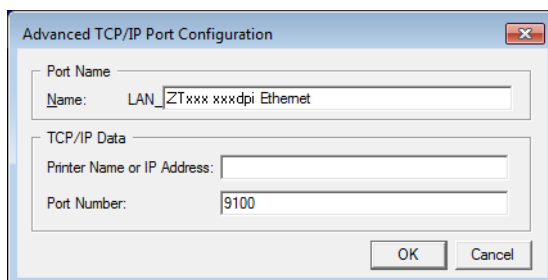 Advanced TCP/IP Port Configuration
Port Name
Name: LAN_ ZTxxx xxxdpi Ethernet
TCP/IP Data
Printer Name or IP Address:
Port Number: 9100
OK Cancel